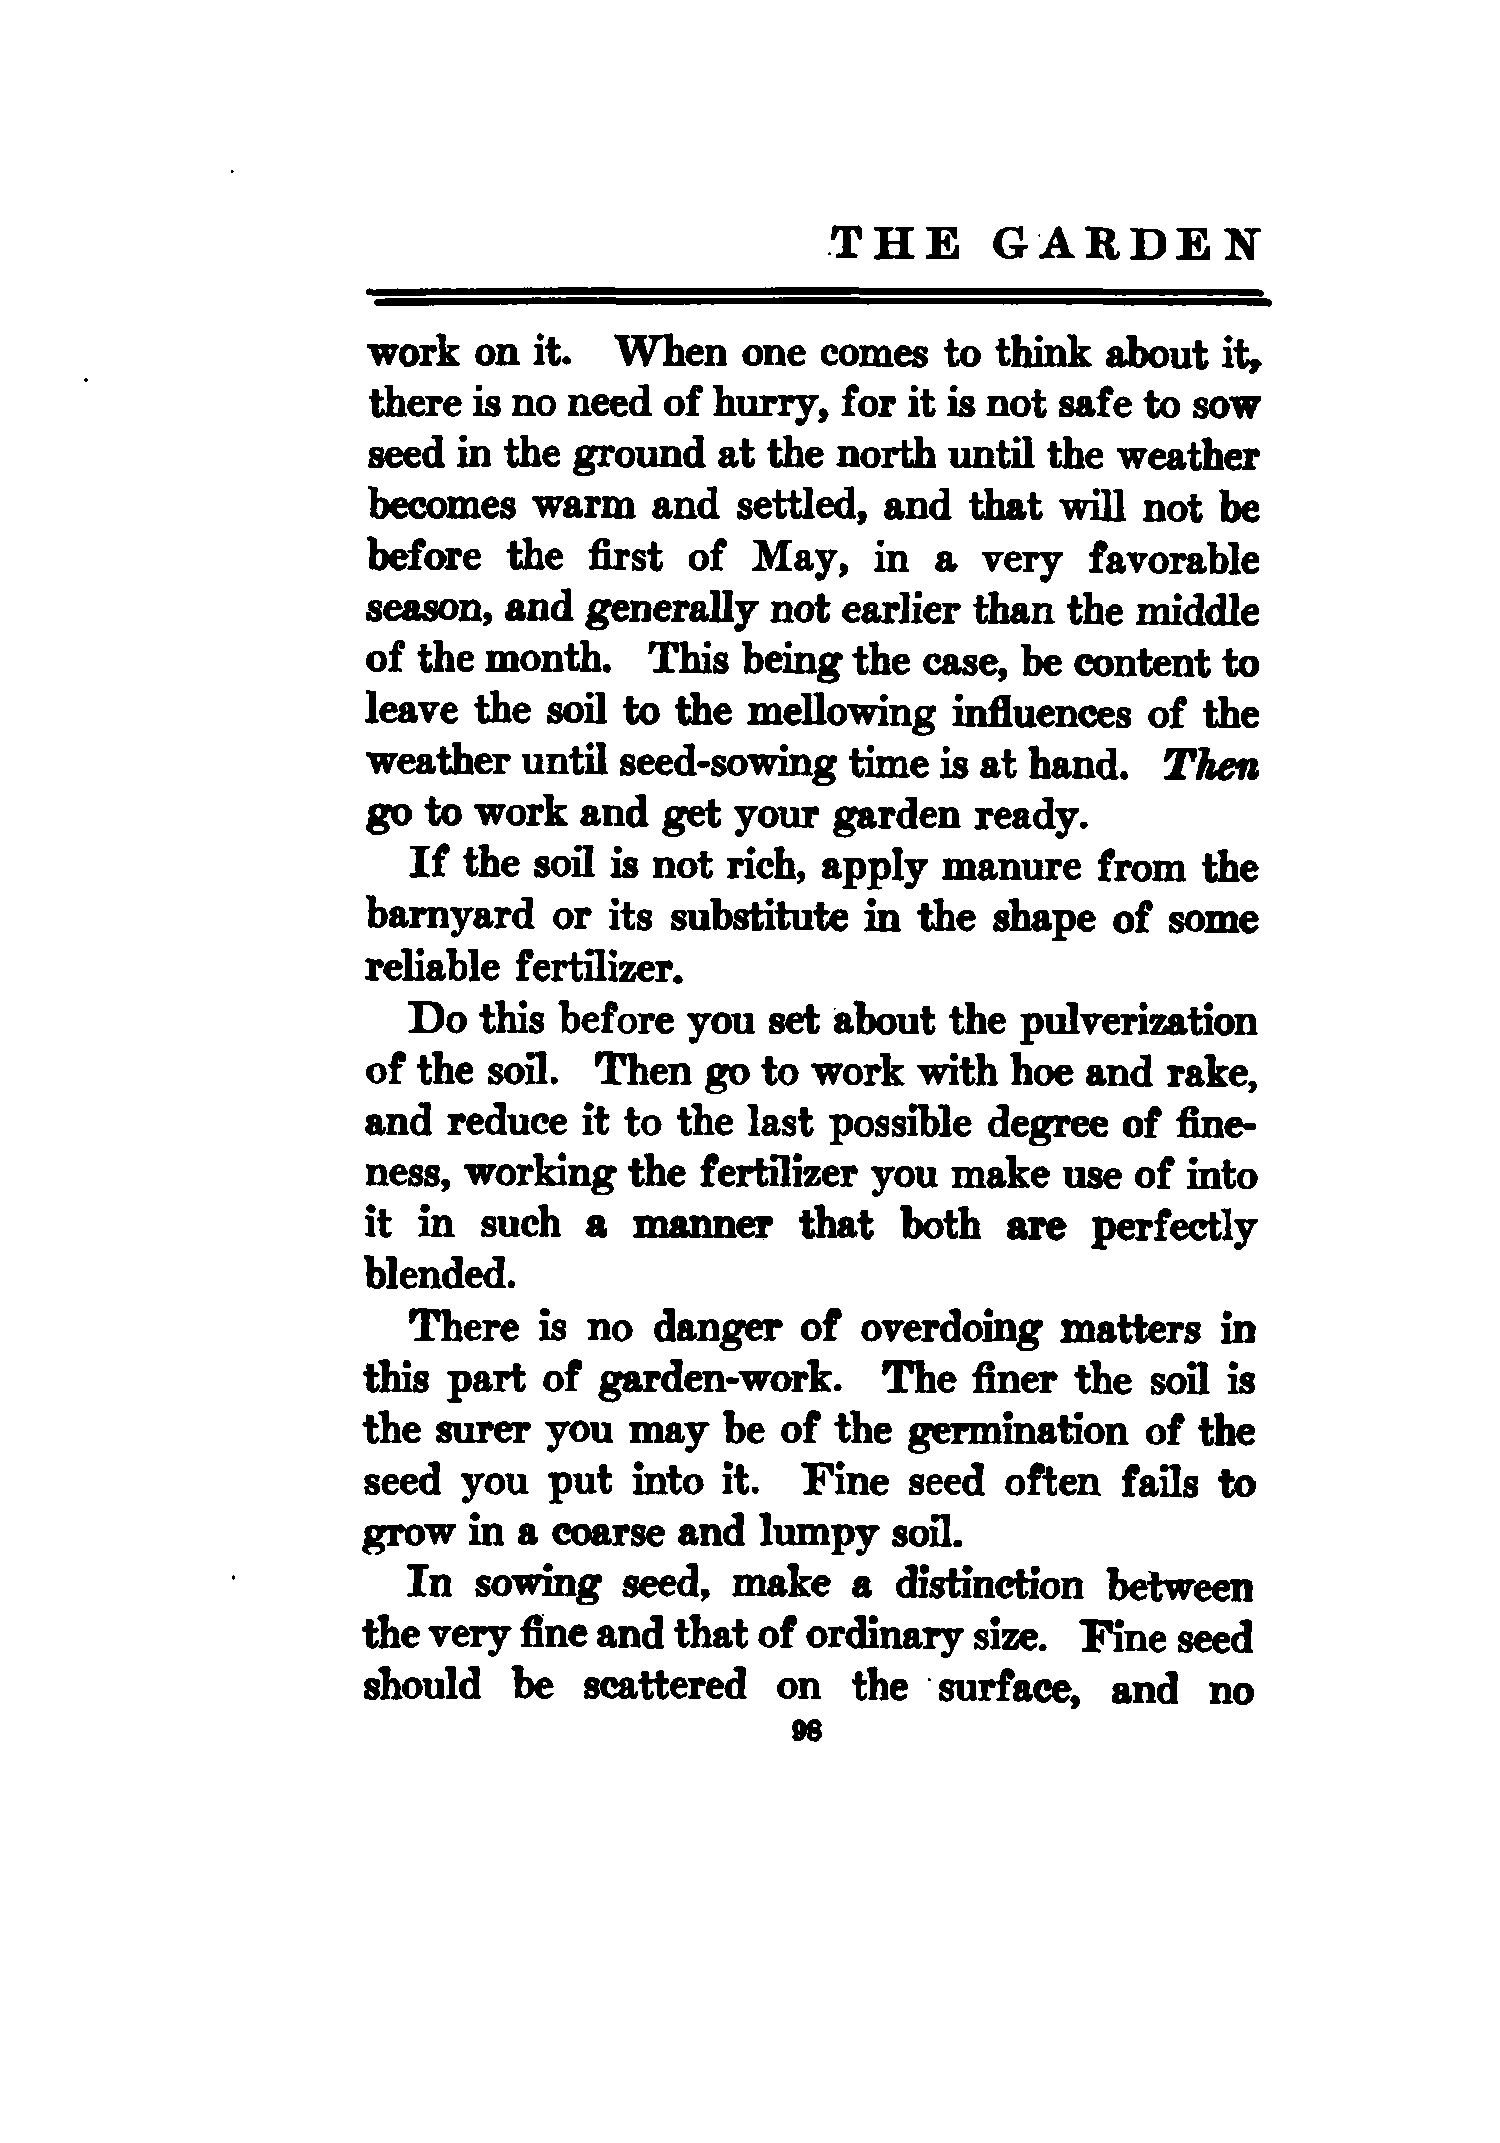 THE GARDEN
work on it. When one comes to think about it,
there is no need of hurry, for it is not safe to sow
seed in the ground at the north until the weather
becomes warm and settled, and that will not be
before the first of May, in a very favorable
season, and generally not earlier than the middle
of the month. This being the case, be content to
leave the soil to the mellowing influences of the
weather until seed-sowing time is at hand. Then
go to work and get your garden ready.
If the soil is not rich, apply manure from the
barnyard or its substitute in the shape of some
reliable fertilizer.
Do this before you set about the pulverization
of the soil. Then go to work with hoe and rake,
and reduce it to the last possible degree of fine-
ness, working the fertilizer you make use of into
it in such a manner that both are perfectly
blended.
There is no danger of overdoing matters in
this part of garden-work. The finer the soil is
the surer you may be of the germination of the
seed you put into it. Fine seed often fails to
grow in a coarse and lumpy soil.
In sowing seed, make a distinction between
the very fine and that of ordinary size. Fine seed
should be scattered on the surface, and no